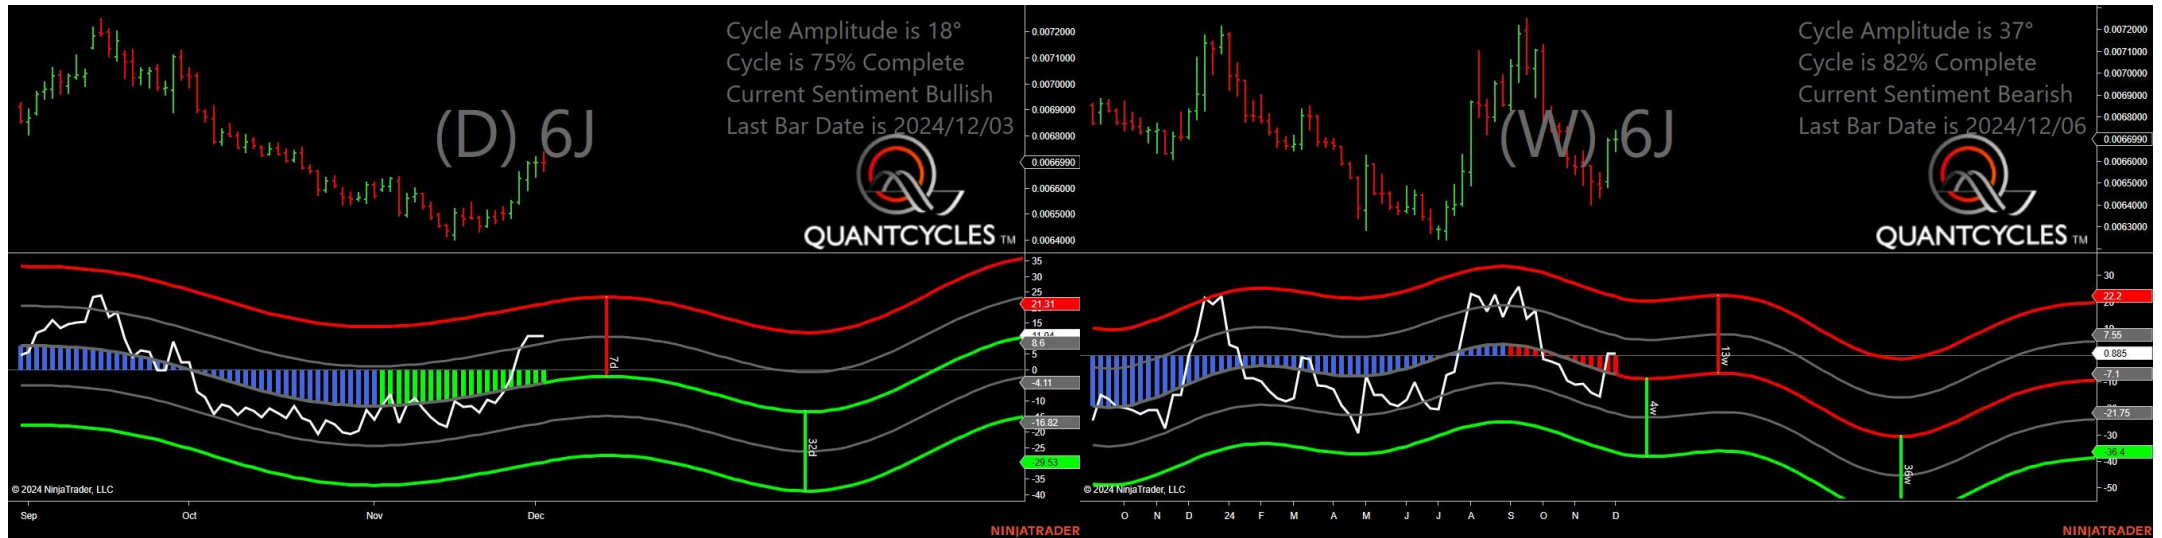 Cycle Amplitude is 18°
Cycle is 75% Complete
Current Sentiment Bullish
Last Bar Date is 2024/12/03
(D) 6J
QUANTCYCLES TM
0.0072000
0.0071000
0.0070000
0.0069000
0.0068000
0.0066990
0.0066000
0.0065000
0.0064000
35
30
25
21.31
15
8.6
5
0
-4.11
-10
-16.82
-20
-25
-29.53
-35
-40
7d
32d
© 2024 NinjaTrader, LLC
Sep Oct Nov Dec
NINJATRADER
Cycle Amplitude is 37°
Cycle is 82% Complete
Current Sentiment Bearish
Last Bar Date is 2024/12/06
(W) 6J
QUANTCYCLES TM
0.0072000
0.0071000
0.0070000
0.0069000
0.0068000
0.0066990
0.0066000
0.0065000
0.0064000
0.0063000
30
22.2
7.55
0.885
-7.1
-10
-21.75
-30
-36.4
-40
-50
13w
4w
36w
© 2024 NinjaTrader, LLC
O N D 24 F M A M J J A S O N D
NINJATRADER